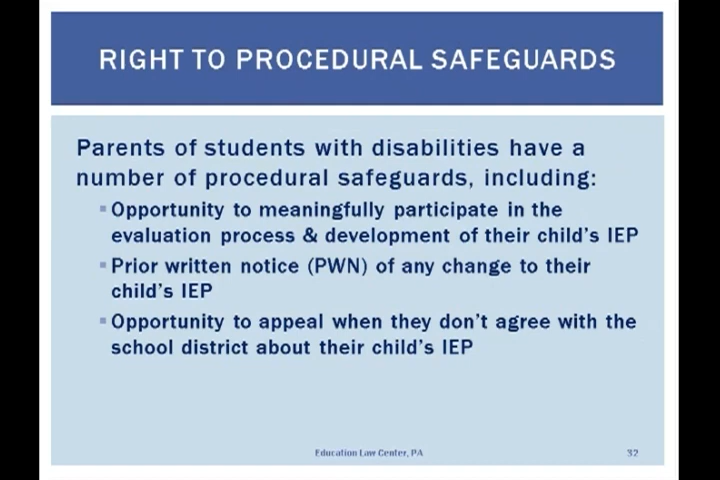 RIGHT TO PROCEDURAL SAFEGUARDS
Parents of students with disabilities have a
number of procedural safeguards, including:
Opportunity to meaningfully participate in the
evaluation process & development of their child's IEP
Prior written notice (PWN) of any change to their
child's IEP
Opportunity to appeal when they don't agree with the
school district about their child's IEP
Education Law Center, PA
32